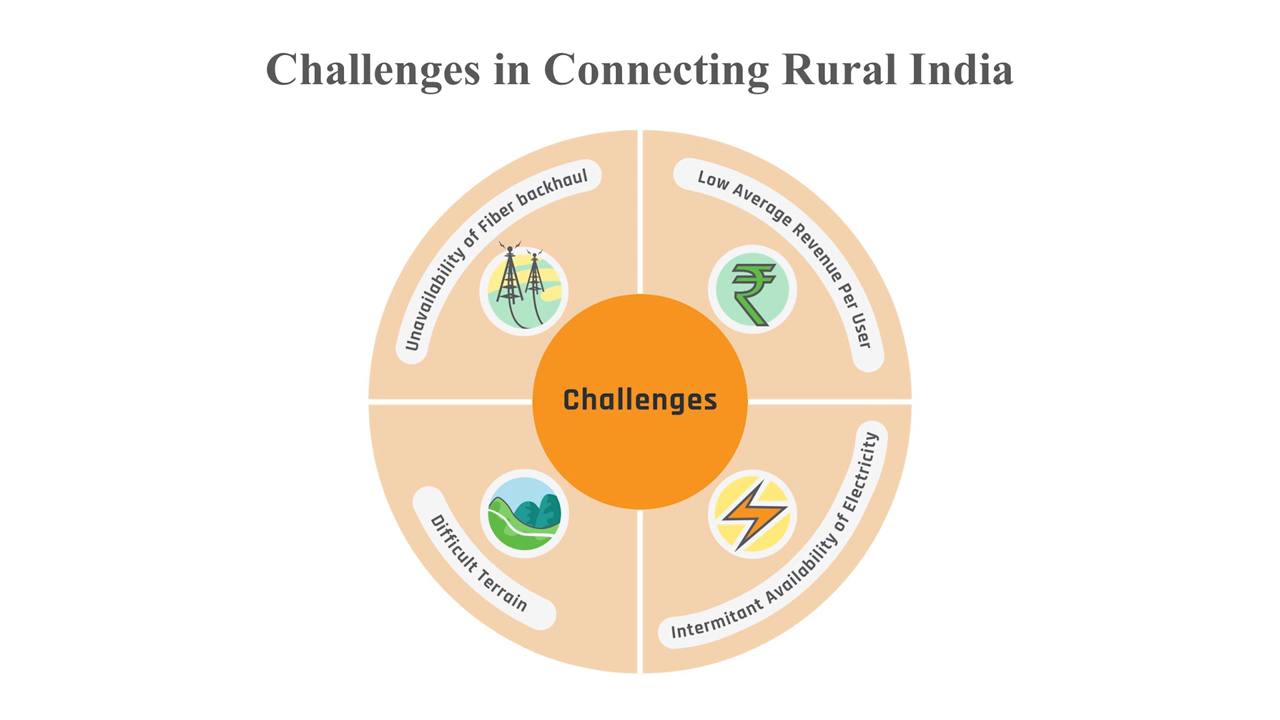 Challenges in Connecting Rural India
Unavailability of Fiber backhaul
Low Average Revenue Per User
Challenges
Difficult Terrain
Intermitant Availability of Electricity